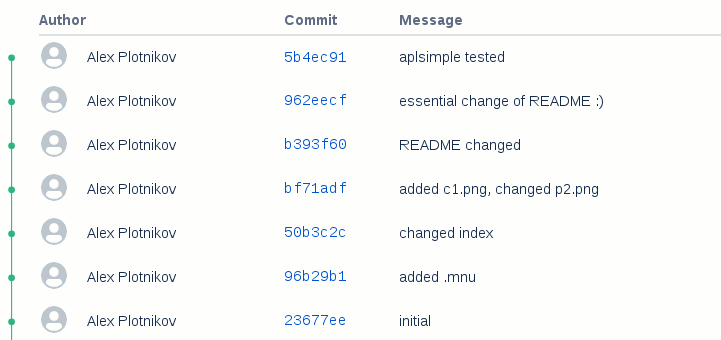 Author Commit Message
Alex Plotnikov 5b4ec91 aplsimple tested
Alex Plotnikov 962eecf essential change of README :)
Alex Plotnikov b393f60 README changed
Alex Plotnikov bf71adf added c1.png, changed p2.png
Alex Plotnikov 50b3c2c changed index
Alex Plotnikov 96b29b1 added .mnu
Alex Plotnikov 23677ee initial